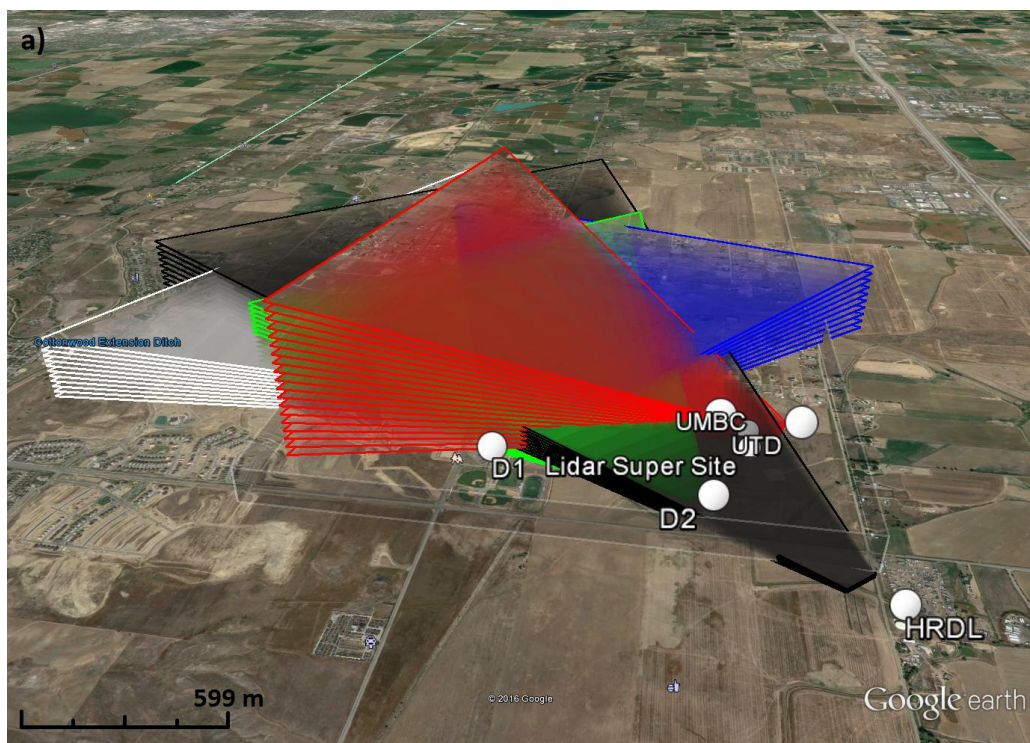 a)
Cottonwood Extension Ditch
UMBC
UTD
D1
Lidar Super Site
D2
HRDL
599 m
© 2016 Google
Google earth